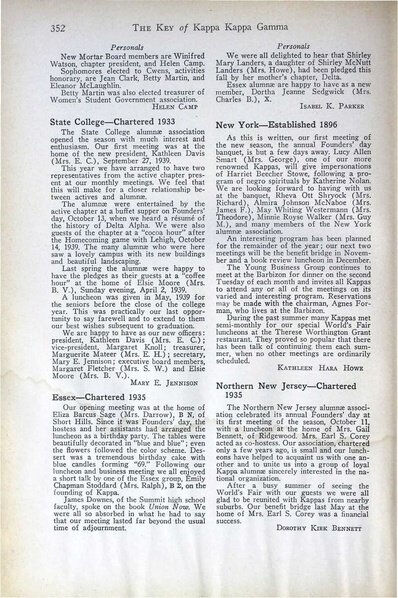 352
THE KEY of Kappa Kappa Gamma
Personals
New Mortar Board members are Winifred
Watson, chapter president, and Helen Camp.
Sophomores elected to Cwens, activities
honorary, are Jean Clark, Betty Martin, and
Eleanor McLaughlin.
Betty Martin was also elected treasurer of
Women's Student Government association.
HELEN CAMP
State College—Chartered 1933
The State College alumnæ association
opened the season with much interest and
enthusiasm. Our first meeting was at the
home of the new president, Kathleen Davis
(Mrs. E. C.), September 27, 1939.
This year we have arranged to have two
representatives from the active chapter pres-
ent at our monthly meetings. We feel that
this will make for a closer relationship be-
tween actives and alumnæ.
The alumnæ were entertained by the
active chapter at a buffet supper on Founders'
day, October 13, when we heard a résumé of
the history of Delta Alpha. We were also
guests of the chapter at a "cocoa hour" after
the Homecoming game with Lehigh, October
14, 1939. The many alumnæ who were here
saw a lovely campus with its new buildings
and beautiful landscaping.
Last spring the alumnæ were happy to
have the pledges as their guests at a "coffee
hour" at the home of Elsie Moore (Mrs.
B. V.), Sunday evening, April 2, 1939.
A luncheon was given in May, 1939 for
the seniors before the close of the college
year. This was practically our last oppor-
tunity to say farewell and to extend to them
our best wishes subsequent to graduation.
We are happy to have as our new officers:
president, Kathleen Davis (Mrs. E. C.);
vice-president, Margaret Knoll; treasurer,
Marguerite Mateer (Mrs. E. H.); secretary,
Mary E. Jennison; executive board members,
Margaret Fletcher (Mrs. S. W.) and Elsie
Moore (Mrs. B. V.).
MARY E. JENNISON
Essex—Chartered 1935
Our opening meeting was at the home of
Eliza Barcus Sage (Mrs. Darrow), B N, of
Short Hills. Since it was Founders' day, the
hostess and her assistants had arranged the
luncheon as a birthday party. The tables were
beautifully decorated in "blue and blue"; even
the flowers followed the color scheme. Des-
sert was a tremendous birthday cake with
blue candles forming "69." Following our
luncheon and business meeting we all enjoyed
a short talk by one of the Essex group, Emily
Chapman Stoddard (Mrs. Ralph), B Σ, on the
founding of Kappa.
James Downes, of the Summit high school
faculty, spoke on the book Union Now. We
were all so absorbed in what he had to say
that our meeting lasted far beyond the usual
time of adjournment.
Personals
We were all delighted to hear that Shirley
Mary Landers, a daughter of Shirley McNutt
Landers (Mrs. Howe), had been pledged this
fall by her mother's chapter, Delta.
Essex alumnæ are happy to have as a new
member, Dortha Jeanne Sedgwick (Mrs.
Charles B.), X.
ISABEL K. PARKER
New York—Established 1896
As this is written, our first meeting of
the new season, the annual Founders' day
banquet, is but a few days away. Lucy Allen
Smart (Mrs. George), one of our more
renowned Kappas, will give impersonations
of Harriet Beecher Stowe, following a pro-
gram of negro spirituals by Katherine Nolan.
We are looking forward to having with us
at the banquet, Rheva Ott Shryock (Mrs.
Richard), Almira Johnson McNaboe (Mrs.
James F.), May Whiting Westermann (Mrs.
Theodore), Minnie Royse Walker (Mrs. Guy
M.), and many members of the New York
alumnæ association.
An interesting program has been planned
for the remainder of the year; our next two
meetings will be the benefit bridge in Novem-
ber and a book review luncheon in December.
The Young Business Group continues to
meet at the Barbizon for dinner on the second
Tuesday of each month and invites all Kappas
to attend any or all of the meetings on its
varied and interesting program. Reservations
may be made with the chairman, Agnes For-
man, who lives at the Barbizon.
During the past summer many Kappas met
semi-monthly for our special World's Fair
luncheons at the Therese Worthington Grant
restaurant. They proved so popular that there
has been talk of continuing them each sum-
mer, when no other meetings are ordinarily
scheduled.
KATHLEEN HARA HOWE
Northern New Jersey—Chartered
1935
The Northern New Jersey alumnæ associ-
ation celebrated its annual Founders' day at
its first meeting of the season, October 11,
with a luncheon at the home of Mrs. Gail
Bennett, of Ridgewood. Mrs. Earl S. Corey
acted as co-hostess. Our association, chartered
only a few years ago, is small and our lunch-
eons have helped to acquaint us with one an-
other and to unite us into a group of loyal
Kappa alumnæ sincerely interested in the na-
tional organization.
After a busy summer of seeing the
World's Fair with our guests we were all
glad to be reunited with Kappas from nearby
suburbs. Our benefit bridge last May at the
home of Mrs. Earl S. Corey was a financial
success.
DOROTHY KIRK BENNETT